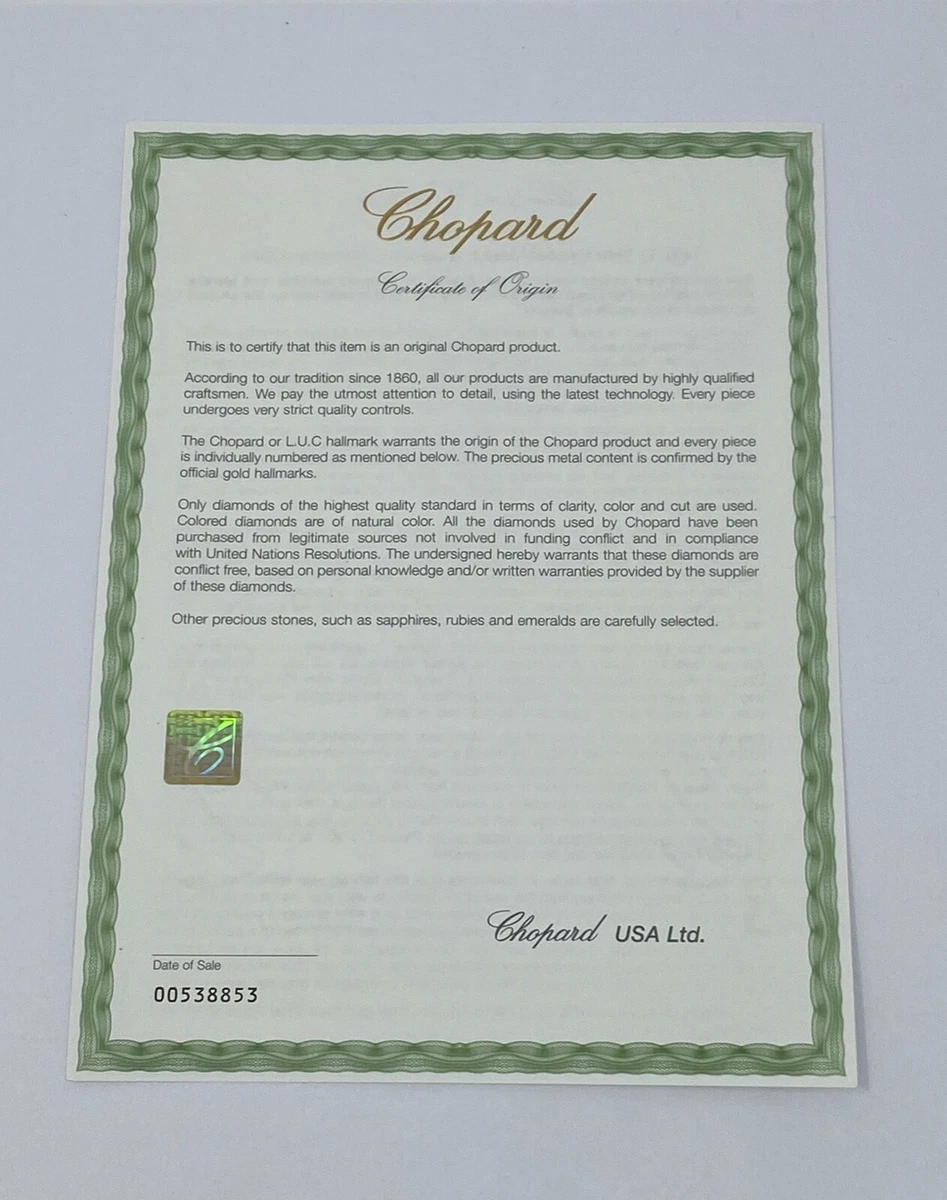 Chopard
Certificate of Origin
This is to certify that this item is an original Chopard product.
According to our tradition since 1860, all our products are manufactured by highly qualified
craftsmen. We pay the utmost attention to detail, using the latest technology. Every piece
undergoes very strict quality controls.
The Chopard or L.U.C hallmark warrants the origin of the Chopard product and every piece
is individually numbered as mentioned below. The precious metal content is confirmed by the
official gold hallmarks.
Only diamonds of the highest quality standard in terms of clarity, color and cut are used.
Colored diamonds are of natural color. All the diamonds used by Chopard have been
purchased from legitimate sources not involved in funding conflict and in compliance
with United Nations Resolutions. The undersigned hereby warrants that these diamonds are
conflict free, based on personal knowledge and/or written warranties provided by the supplier
of these diamonds.
Other precious stones, such as sapphires, rubies and emeralds are carefully selected.
Chopard USA Ltd.
Date of Sale
00538853